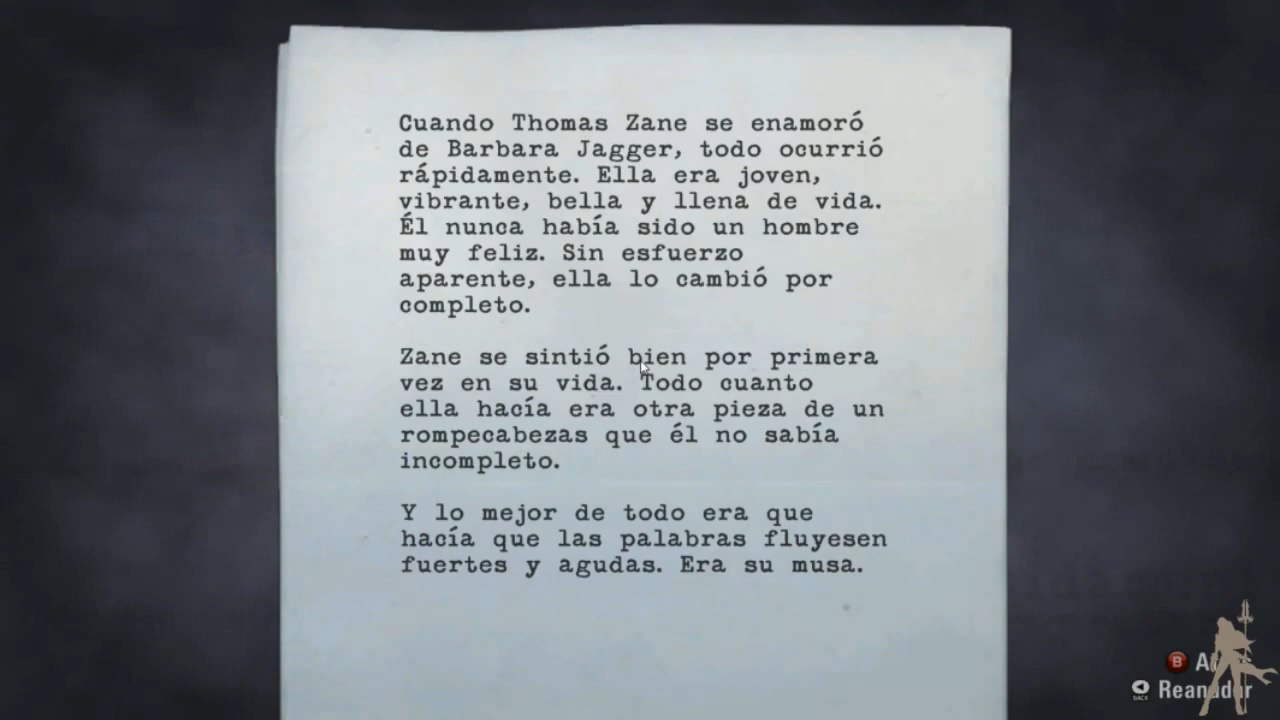 Cuando Thomas Zane se enamoró
de Barbara Jagger, todo ocurrió
rápidamente. Ella era joven,
vibrante, bella y llena de vida.
Él nunca había sido un hombre
muy feliz. Sin esfuerzo
aparente, ella lo cambió por
completo.
Zane se sintió bien por primera
vez en su vida. Todo cuanto
ella hacía era otra pieza de un
rompecabezas que él no sabía
incompleto.
Y lo mejor de todo era que
hacía que las palabras fluyesen
fuertes y agudas. Era su musa.
B
BACK Reanudar